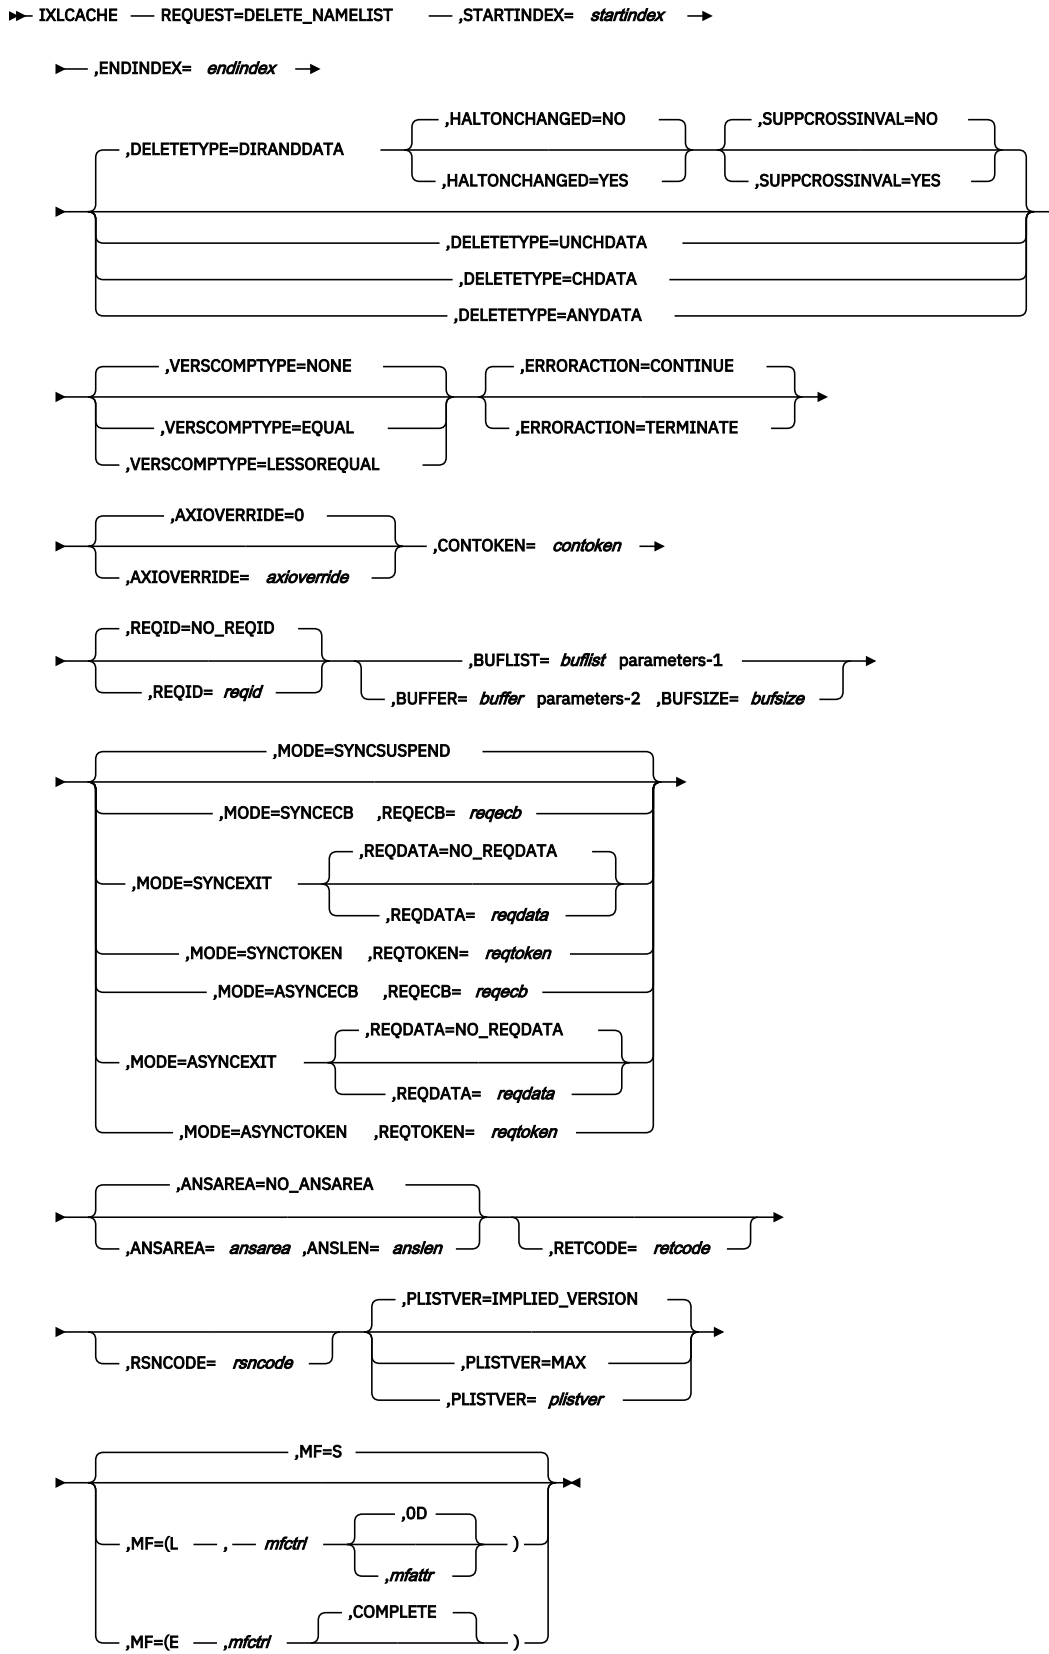 IXLCACHE REQUEST=DELETE_NAMELIST ,STARTINDEX= startindex
,ENDINDEX= endindex
,HALTONCHANGED=NO ,SUPPCROSSINVAL=NO
,DELETETYPE=DIRANDDATA
,HALTONCHANGED=YES ,SUPPCROSSINVAL=YES
,DELETETYPE=UNCHDATA
,DELETETYPE=CHDATA
,DELETETYPE=ANYDATA
,VERSCOMPTYPE=NONE ,ERRORACTION=CONTINUE
,VERSCOMPTYPE=EQUAL ,ERRORACTION=TERMINATE
,VERSCOMPTYPE=LESSOREQUAL
,AXIOVERRIDE=0
,CONTOKEN= contoken
,AXIOVERRIDE= axioverride
,REQID=NO_REQID
,BUFLIST= buflist parameters-1
,REQID= reqid ,BUFFER= buffer parameters-2 ,BUFSIZE= bufsize
,MODE=SYNCSUSPEND
,MODE=SYNCECB ,REQECB= reqecb
,REQDATA=NO_REQDATA
,MODE=SYNCEXIT
,REQDATA= reqdata
,MODE=SYNCTOKEN ,REQTOKEN= reqtoken
,MODE=ASYNCECB ,REQECB= reqecb
,REQDATA=NO_REQDATA
,MODE=ASYNCEXIT
,REQDATA= reqdata
,MODE=ASYNCTOKEN ,REQTOKEN= reqtoken
,ANSAREA=NO_ANSAREA
,ANSAREA= ansarea ,ANSLEN= anslen ,RETCODE= retcode
,PLISTVER=IMPLIED_VERSION
,RSNCODE= rsncode ,PLISTVER=MAX
,PLISTVER= plistver
,MF=S
,0D
,MF=(L , mfctrl )
,mfattr
,COMPLETE
,MF=(E ,mfctrl )